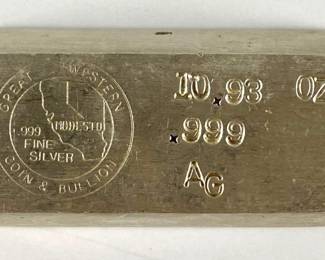 GREAT WESTERN
MODESTO
.999
FINE
SILVER
COIN & BULLION
10.93 OZ
.999
AG